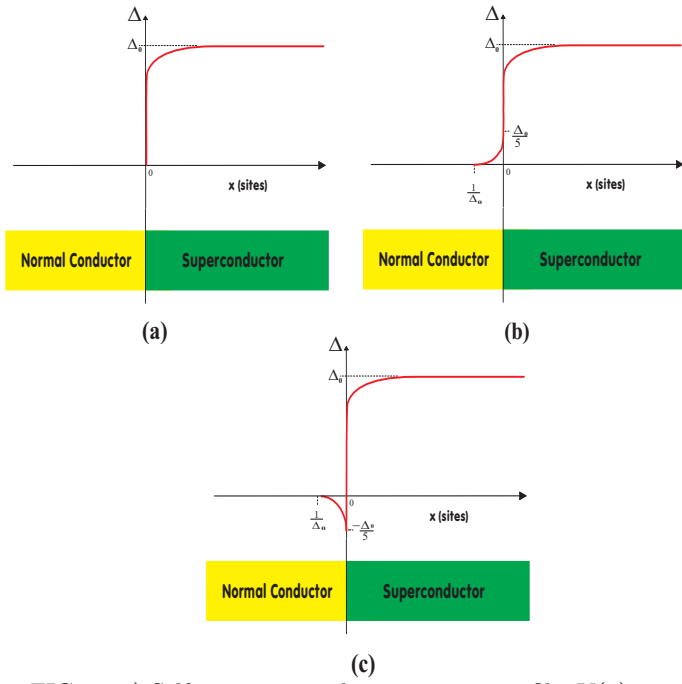 Δ
Δ₀
0
x (sites)
Normal Conductor
Superconductor
(a)
Δ
Δ₀
Δ₀/5
0
1/Δ₀
x (sites)
Normal Conductor
Superconductor
(b)
Δ
Δ₀
0
1/Δ₀
-Δ₀/5
x (sites)
Normal Conductor
Superconductor
(c)